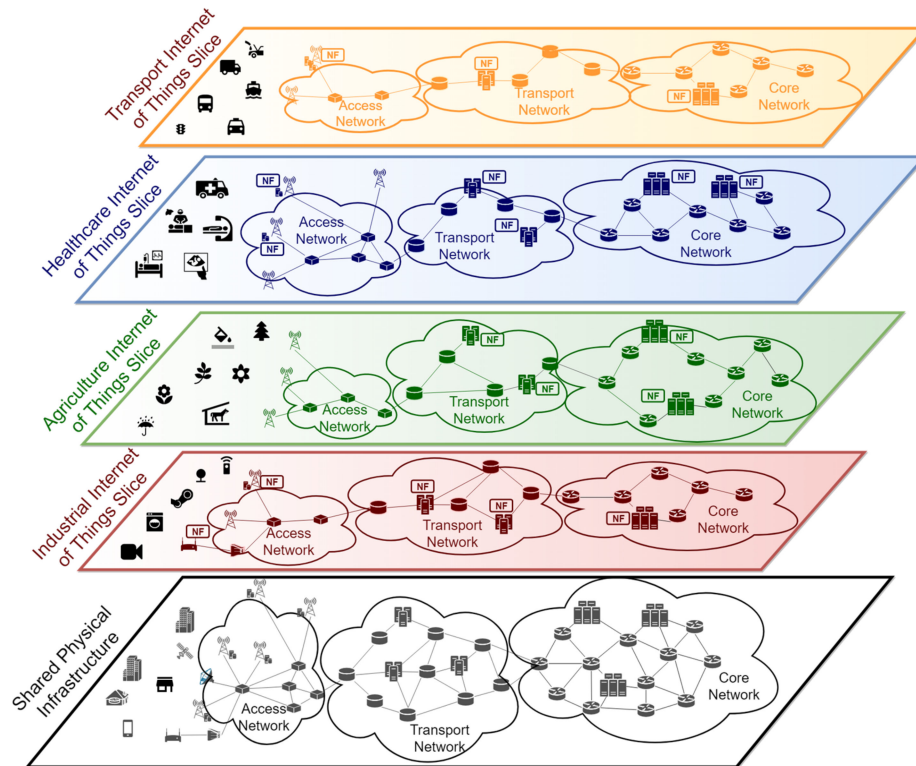 Transport Internet
of Things Slice
NF
Access
Network
NF
Transport
Network
NF
Core
Network
Healthcare Internet
of Things Slice
NF
NF
Access
Network
NF
NF
Transport
Network
NF
NF
Core
Network
Agriculture Internet
of Things Slice
Access
Network
NF
NF
Transport
Network
NF
NF
Core
Network
Industrial Internet
of Things Slice
NF
NF
Access
Network
NF
NF
Transport
Network
NF
Core
Network
Shared Physical
Infrastructure
Access
Network
Transport
Network
Core
Network